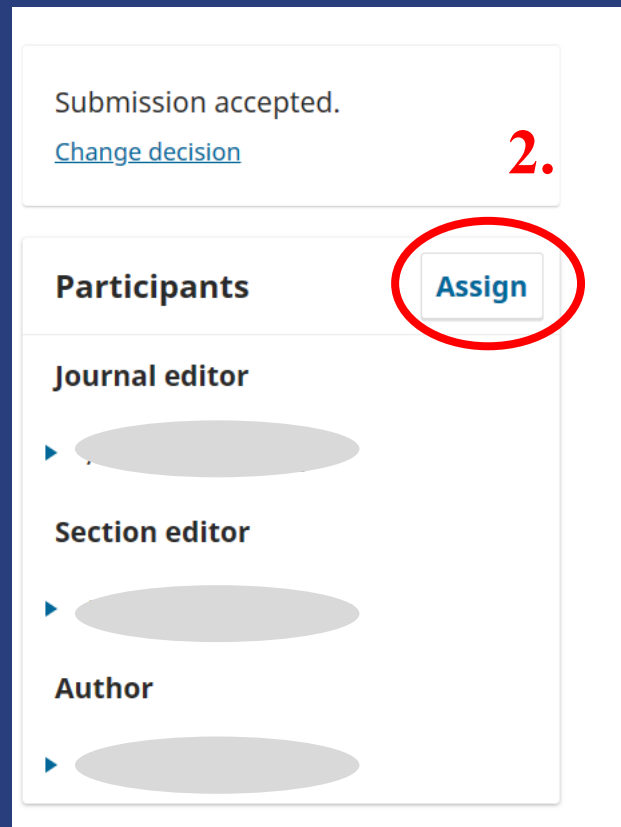 Submission accepted.
Change decision
2.
Participants
Assign
Journal editor
Section editor
Author